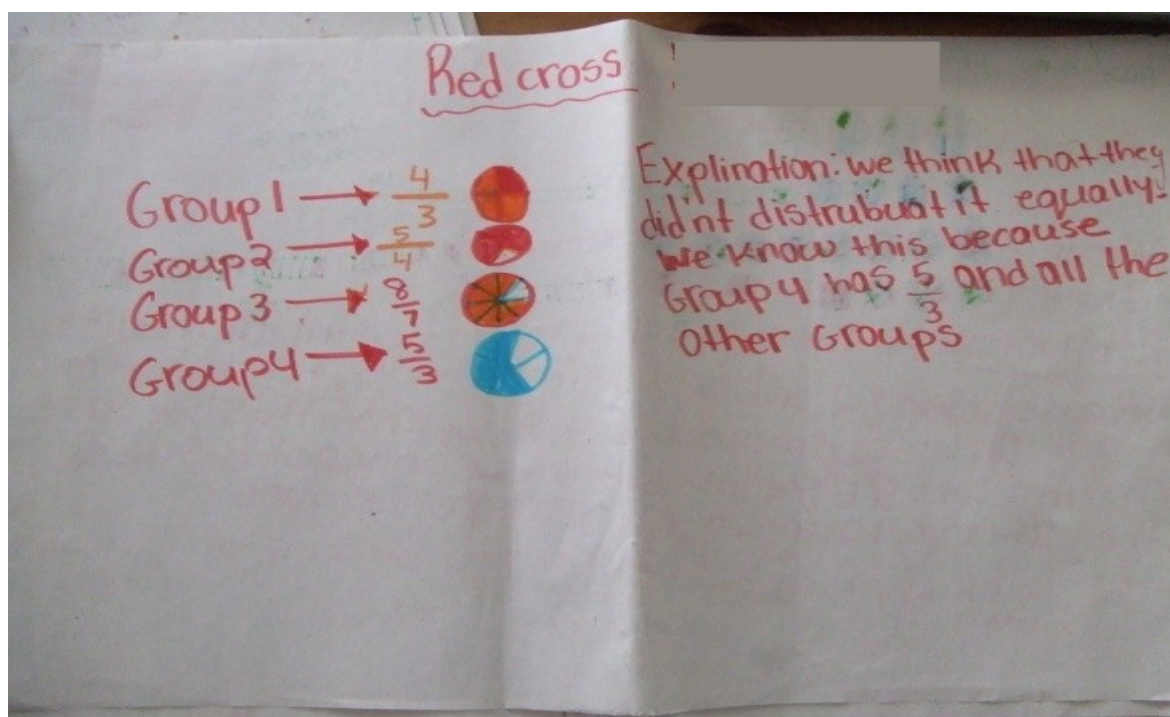 Red cross
Group 1 → 4/3
Group 2 → 5/4
Group 3 → 8/7
Group 4 → 5/3
Explination: we think that they
did'nt distrubuat it equally.
we know this because
Group 4 has 5/3 and all the
other Groups